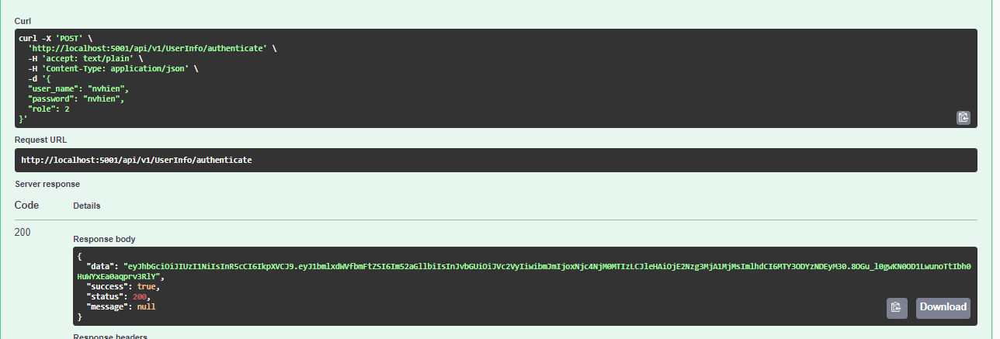 Curl
curl -X 'POST' \
'http://localhost:5001/api/v1/UserInfo/authenticate' \
-H 'accept: text/plain' \
-H 'Content-Type: application/json' \
-d '{
"user_name": "nvhien",
"password": "nvhien",
"role": 2
}'
Request URL
http://localhost:5001/api/v1/UserInfo/authenticate
Server response
Code Details
200
Response body
{
"data": "eyJhbGciOiJIUzI1NiIsInR5cCI6IkpXVCJ9.eyJ1bmlxdWVfbmFtZSI6Im52aGllbiIsInJvbGUiOiJVc2VyIiwibmJmIjoxNjc4NjM0MTIzLCJleHAiOjE2Nzg3MjA1MjMsImlhdCI6MTY3ODYzNDEyM30.8OGu_l0gwKN0OD1LwunoTtIbh0
HuWYxEa0aqprv3RlY",
"success": true,
"status": 200,
"message": null
}
Download
Response headers